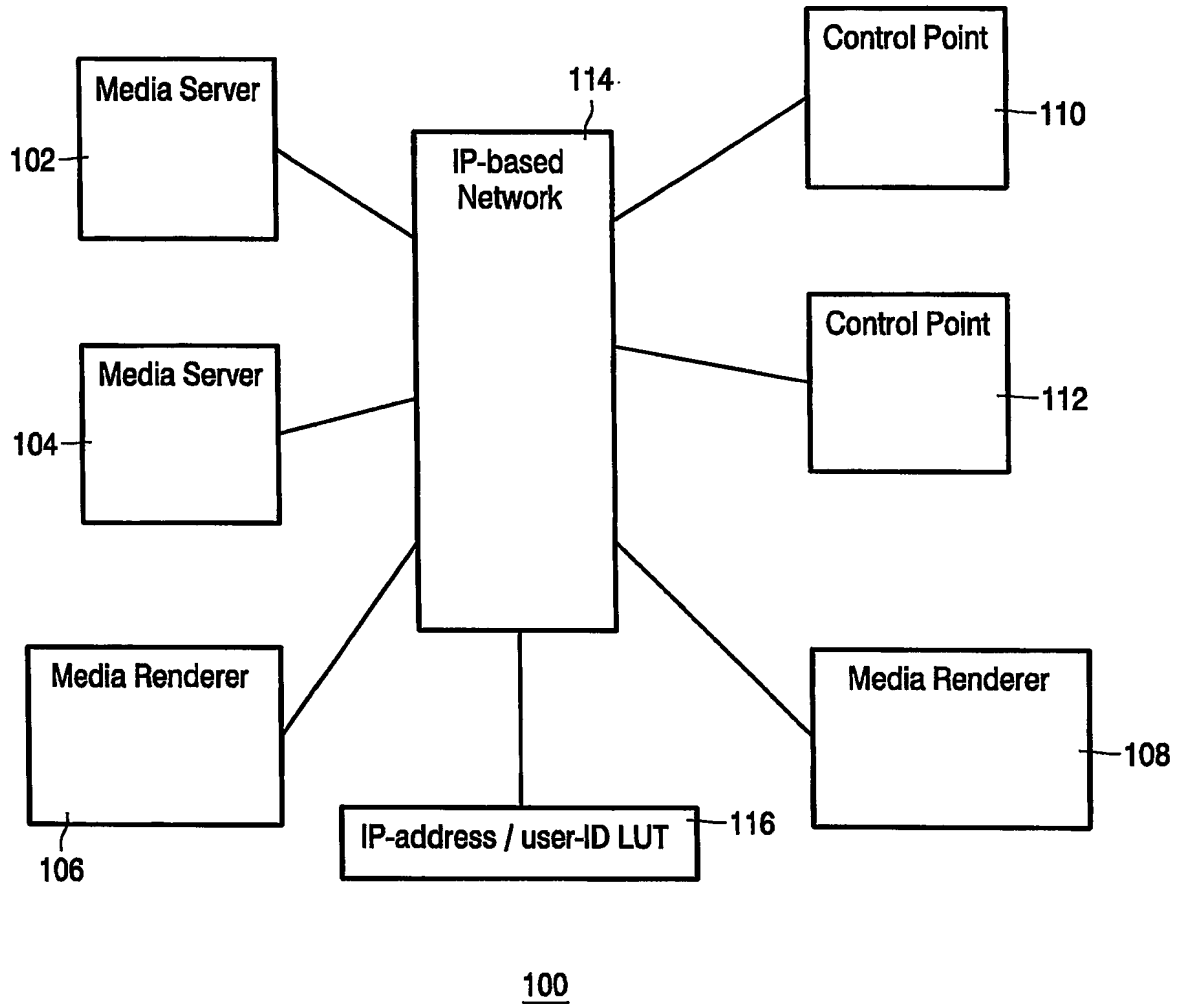 Control Point
110
Media Server
102
114
IP-based
Network
Control Point
112
Media Server
104
Media Renderer
106
Media Renderer
108
IP-address / user-ID LUT
116
100